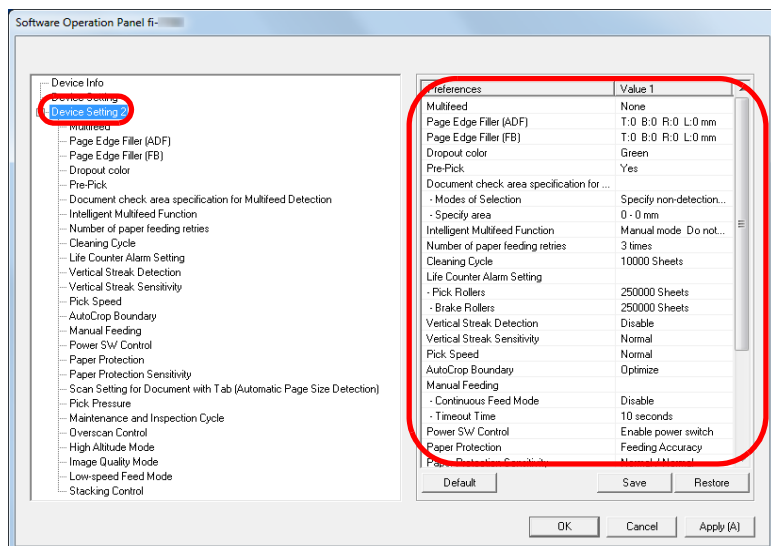 Software Operation Panel fi-
Device Info
Device Setting
Device Setting 2
Multifeed
Page Edge Filler (ADF)
Page Edge Filler (FB)
Dropout color
Pre-Pick
Document check area specification for Multifeed Detection
Intelligent Multifeed Function
Number of paper feeding retries
Cleaning Cycle
Life Counter Alarm Setting
Vertical Streak Detection
Vertical Streak Sensitivity
Pick Speed
AutoCrop Boundary
Manual Feeding
Power SW Control
Paper Protection
Paper Protection Sensitivity
Scan Setting for Document with Tab (Automatic Page Size Detection)
Pick Pressure
Maintenance and Inspection Cycle
Overscan Control
High Altitude Mode
Image Quality Mode
Low-speed Feed Mode
Stacking Control
Preferences Value 1
Multifeed None
Page Edge Filler (ADF) T:0 B:0 R:0 L:0 mm
Page Edge Filler (FB) T:0 B:0 R:0 L:0 mm
Dropout color Green
Pre-Pick Yes
Document check area specification for ...
- Modes of Selection Specify non-detection...
- Specify area 0 - 0 mm
Intelligent Multifeed Function Manual mode Do not...
Number of paper feeding retries 3 times
Cleaning Cycle 10000 Sheets
Life Counter Alarm Setting
- Pick Rollers 250000 Sheets
- Brake Rollers 250000 Sheets
Vertical Streak Detection Disable
Vertical Streak Sensitivity Normal
Pick Speed Normal
AutoCrop Boundary Optimize
Manual Feeding
- Continuous Feed Mode Disable
- Timeout Time 10 seconds
Power SW Control Enable power switch
Paper Protection Feeding Accuracy
Paper Protection Sensitivity Normal / Normal
Default Save Restore
OK Cancel Apply (A)